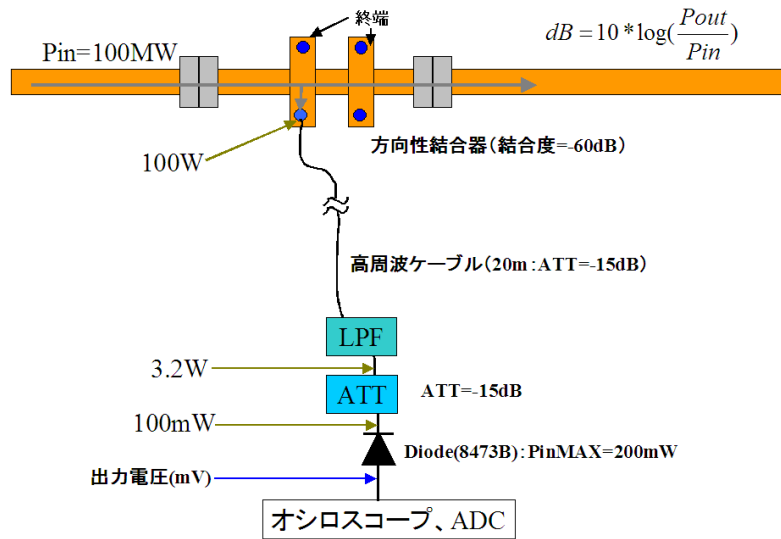 終端
Pin=100MW
dB = 10 * log(Pout/Pin)
方向性結合器(結合度=-60dB)
100W
高周波ケーブル(20m:ATT=-15dB)
LPF
3.2W
ATT
ATT=-15dB
100mW
Diode(8473B):PinMAX=200mW
出力電圧(mV)
オシロスコープ、ADC